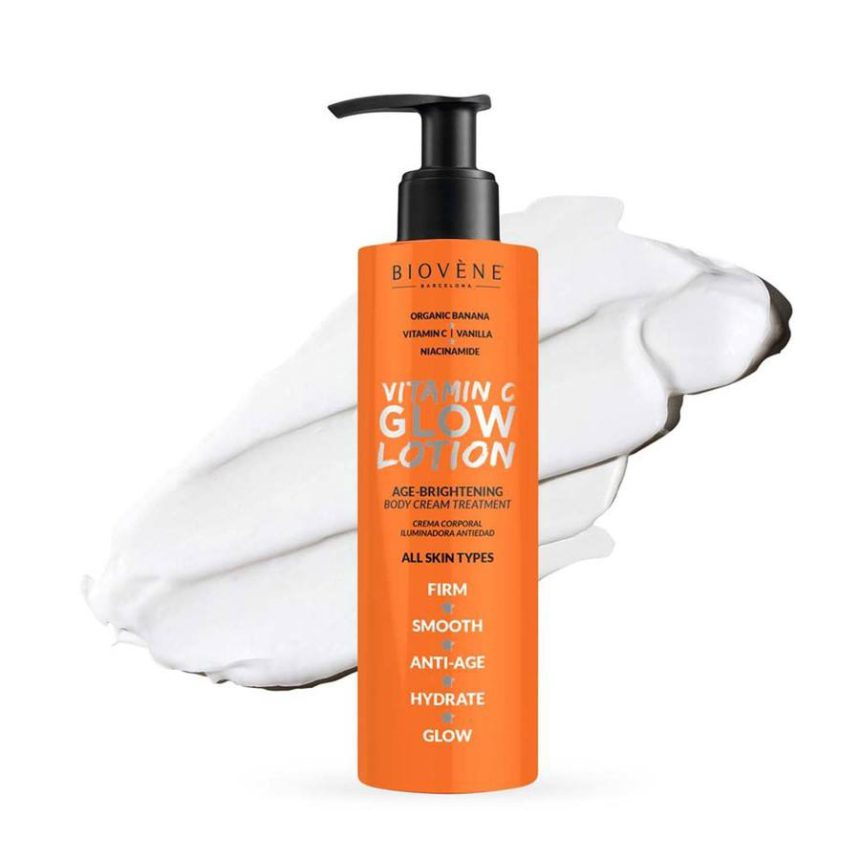 BIOVÈNE
BARCELONA
ORGANIC BANANA
VITAMIN C | VANILLA
NIACINAMIDE
VITAMIN C
GLOW
LOTION
AGE-BRIGHTENING
BODY CREAM TREATMENT
CREMA CORPORAL
ILUMINADORA ANTIEDAD
ALL SKIN TYPES
FIRM
SMOOTH
ANTI-AGE
HYDRATE
GLOW